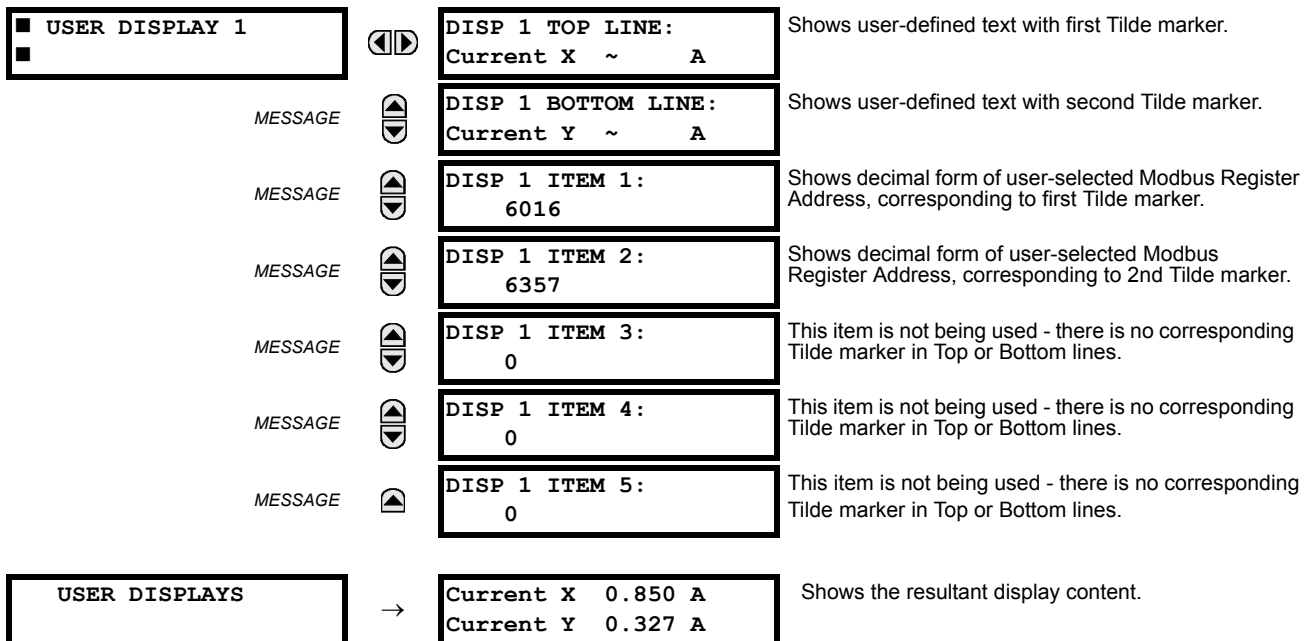 USER DISPLAY 1
DISP 1 TOP LINE:
Current X ~ A
Shows user-defined text with first Tilde marker.
MESSAGE
DISP 1 BOTTOM LINE:
Current Y ~ A
Shows user-defined text with second Tilde marker.
MESSAGE
DISP 1 ITEM 1:
6016
Shows decimal form of user-selected Modbus Register
Address, corresponding to first Tilde marker.
MESSAGE
DISP 1 ITEM 2:
6357
Shows decimal form of user-selected Modbus
Register Address, corresponding to 2nd Tilde marker.
MESSAGE
DISP 1 ITEM 3:
0
This item is not being used - there is no corresponding
Tilde marker in Top or Bottom lines.
MESSAGE
DISP 1 ITEM 4:
0
This item is not being used - there is no corresponding
Tilde marker in Top or Bottom lines.
MESSAGE
DISP 1 ITEM 5:
0
This item is not being used - there is no corresponding
Tilde marker in Top or Bottom lines.
USER DISPLAYS
→
Current X 0.850 A
Current Y 0.327 A
Shows the resultant display content.